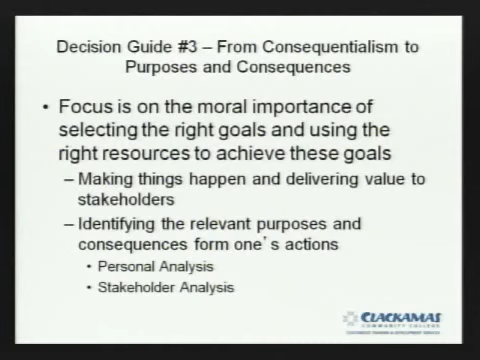 Decision Guide #3 – From Consequentialism to
Purposes and Consequences
• Focus is on the moral importance of
selecting the right goals and using the
right resources to achieve these goals
– Making things happen and delivering value to
stakeholders
– Identifying the relevant purposes and
consequences form one's actions
• Personal Analysis
• Stakeholder Analysis
CLACKAMAS
COMMUNITY COLLEGE